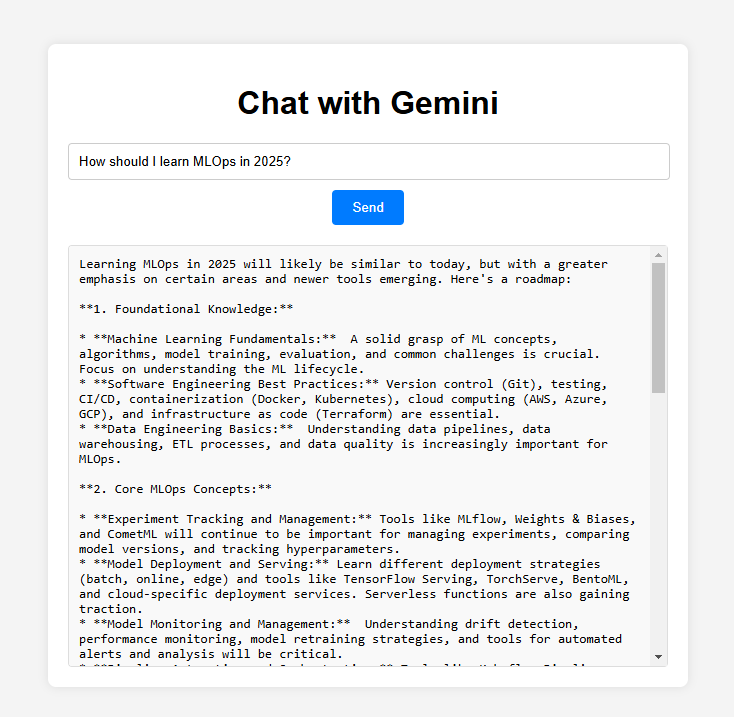 Chat with Gemini
How should I learn MLOps in 2025?
Send
Learning MLOps in 2025 will likely be similar to today, but with a greater
emphasis on certain areas and newer tools emerging. Here's a roadmap:
**1. Foundational Knowledge:**
* **Machine Learning Fundamentals:**  A solid grasp of ML concepts,
algorithms, model training, evaluation, and common challenges is crucial.
Focus on understanding the ML lifecycle.
* **Software Engineering Best Practices:** Version control (Git), testing,
CI/CD, containerization (Docker, Kubernetes), cloud computing (AWS, Azure,
GCP), and infrastructure as code (Terraform) are essential.
* **Data Engineering Basics:**  Understanding data pipelines, data
warehousing, ETL processes, and data quality is increasingly important for
MLOps.
**2. Core MLOps Concepts:**
* **Experiment Tracking and Management:** Tools like MLflow, Weights & Biases,
and CometML will continue to be important for managing experiments, comparing
model versions, and tracking hyperparameters.
* **Model Deployment and Serving:** Learn different deployment strategies
(batch, online, edge) and tools like TensorFlow Serving, TorchServe, BentoML,
and cloud-specific deployment services. Serverless functions are also gaining
traction.
* **Model Monitoring and Management:**  Understanding drift detection,
performance monitoring, model retraining strategies, and tools for automated
alerts and analysis will be critical.